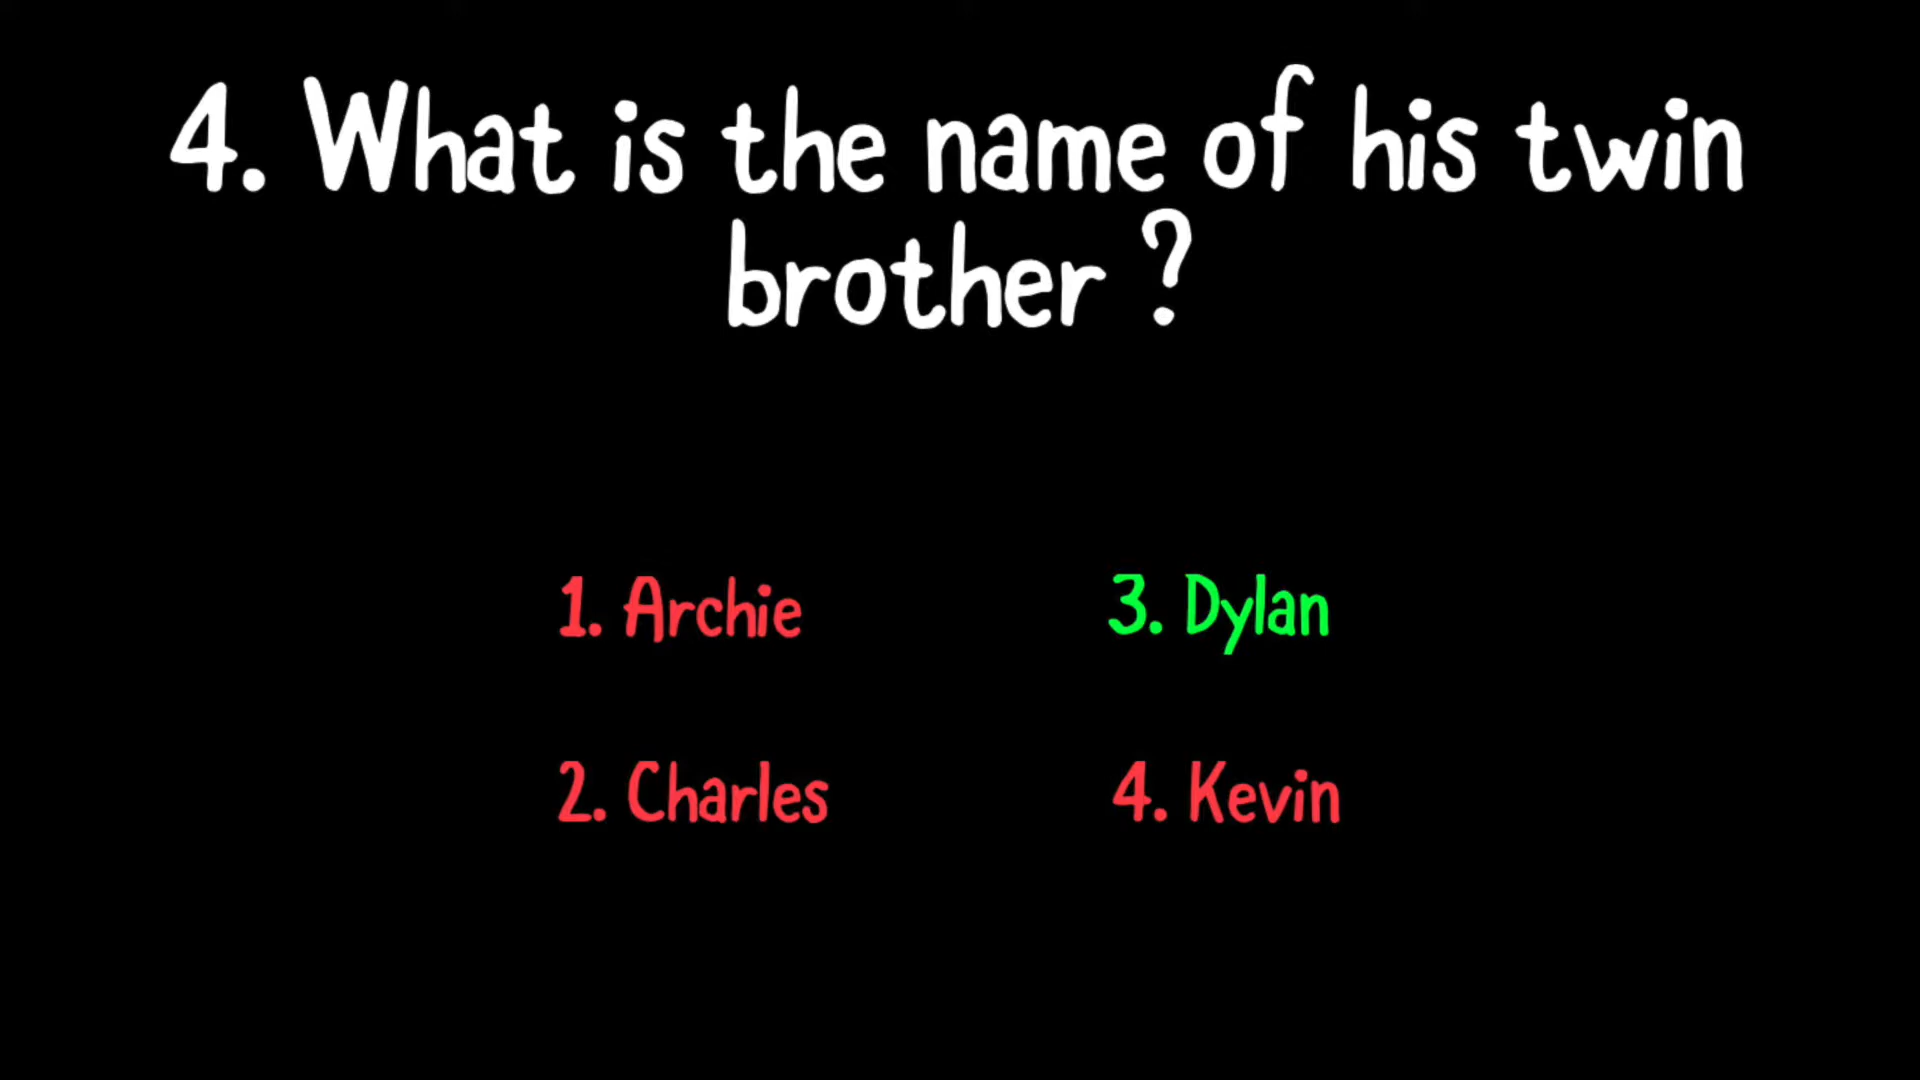 4. What is the name of his twin
brother ?
1. Archie
3. Dylan
2. Charles
4. Kevin